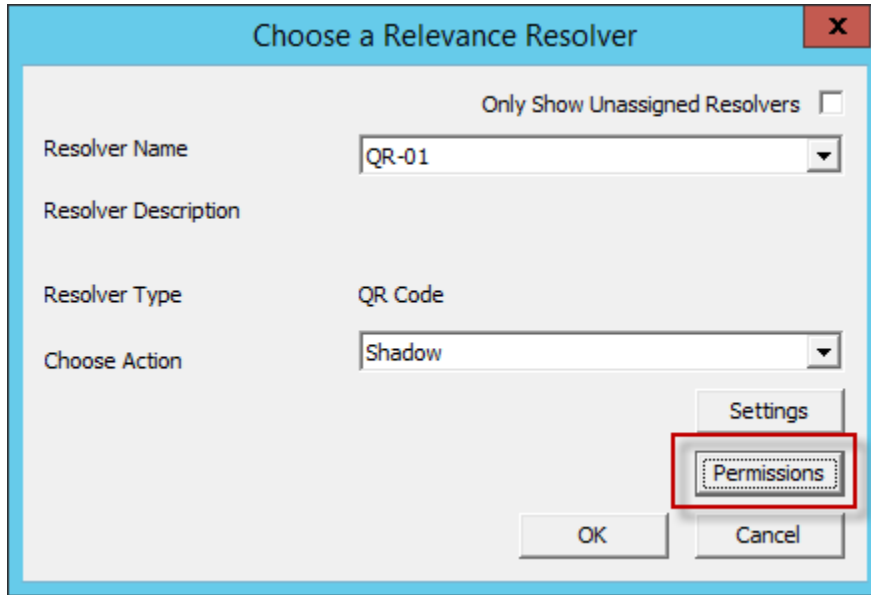 Choose a Relevance Resolver
x
Only Show Unassigned Resolvers
Resolver Name
QR-01
Resolver Description
Resolver Type
QR Code
Choose Action
Shadow
Settings
Permissions
OK
Cancel